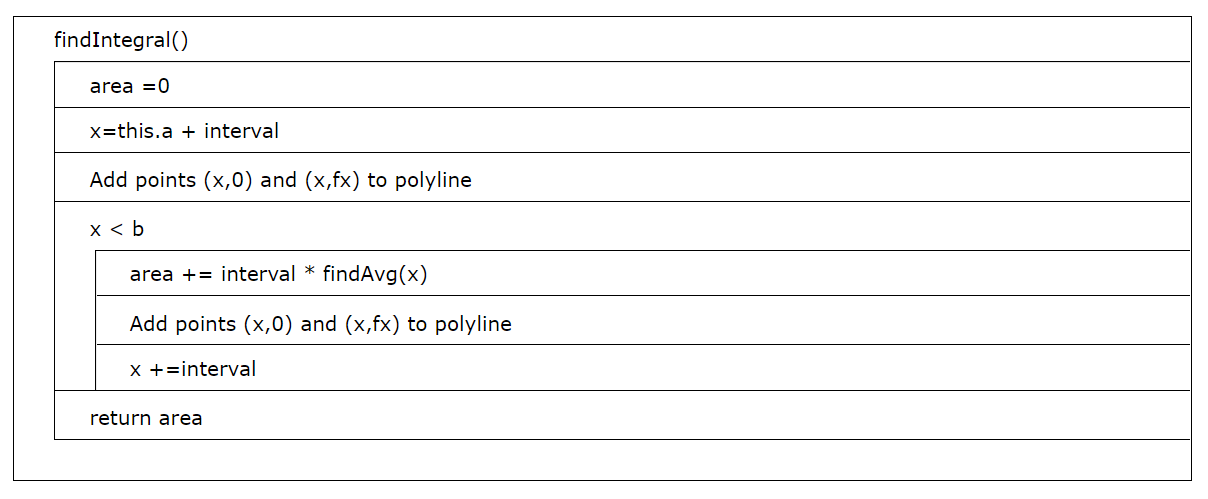 findIntegral()
area =0
x=this.a + interval
Add points (x,0) and (x,fx) to polyline
x < b
area += interval * findAvg(x)
Add points (x,0) and (x,fx) to polyline
x +=interval
return area